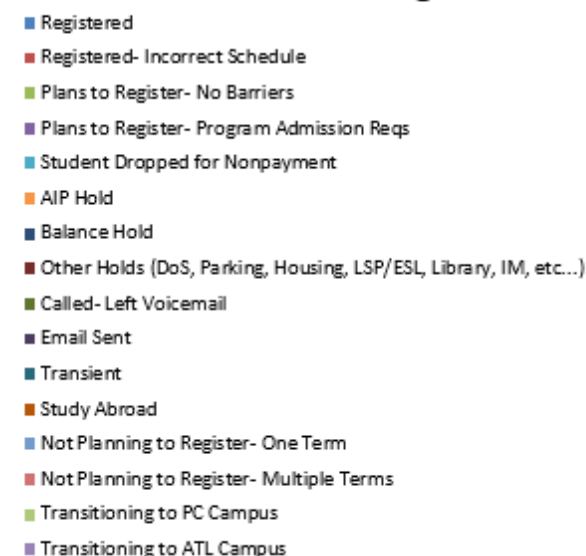 Registered
Registered- Incorrect Schedule
Plans to Register- No Barriers
Plans to Register- Program Admission Reqs
Student Dropped for Nonpayment
AIP Hold
Balance Hold
Other Holds (DoS, Parking, Housing, LSP/ESL, Library, IM, etc...)
Called- Left Voicemail
Email Sent
Transient
Study Abroad
Not Planning to Register- One Term
Not Planning to Register- Multiple Terms
Transitioning to PC Campus
Transitioning to ATL Campus